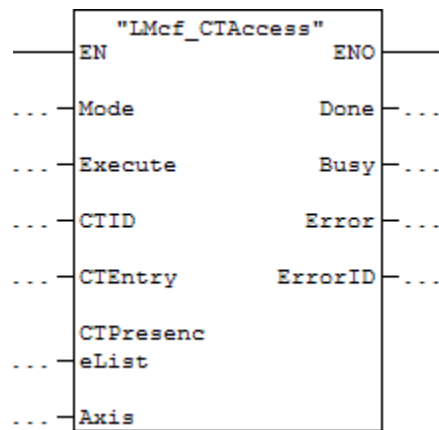 "LMcf_CTAccess"
EN ENO
... Mode Done ...
... Execute Busy ...
... CTID Error ...
... CTEntry ErrorID ...
CTPresenc
... eList
... Axis